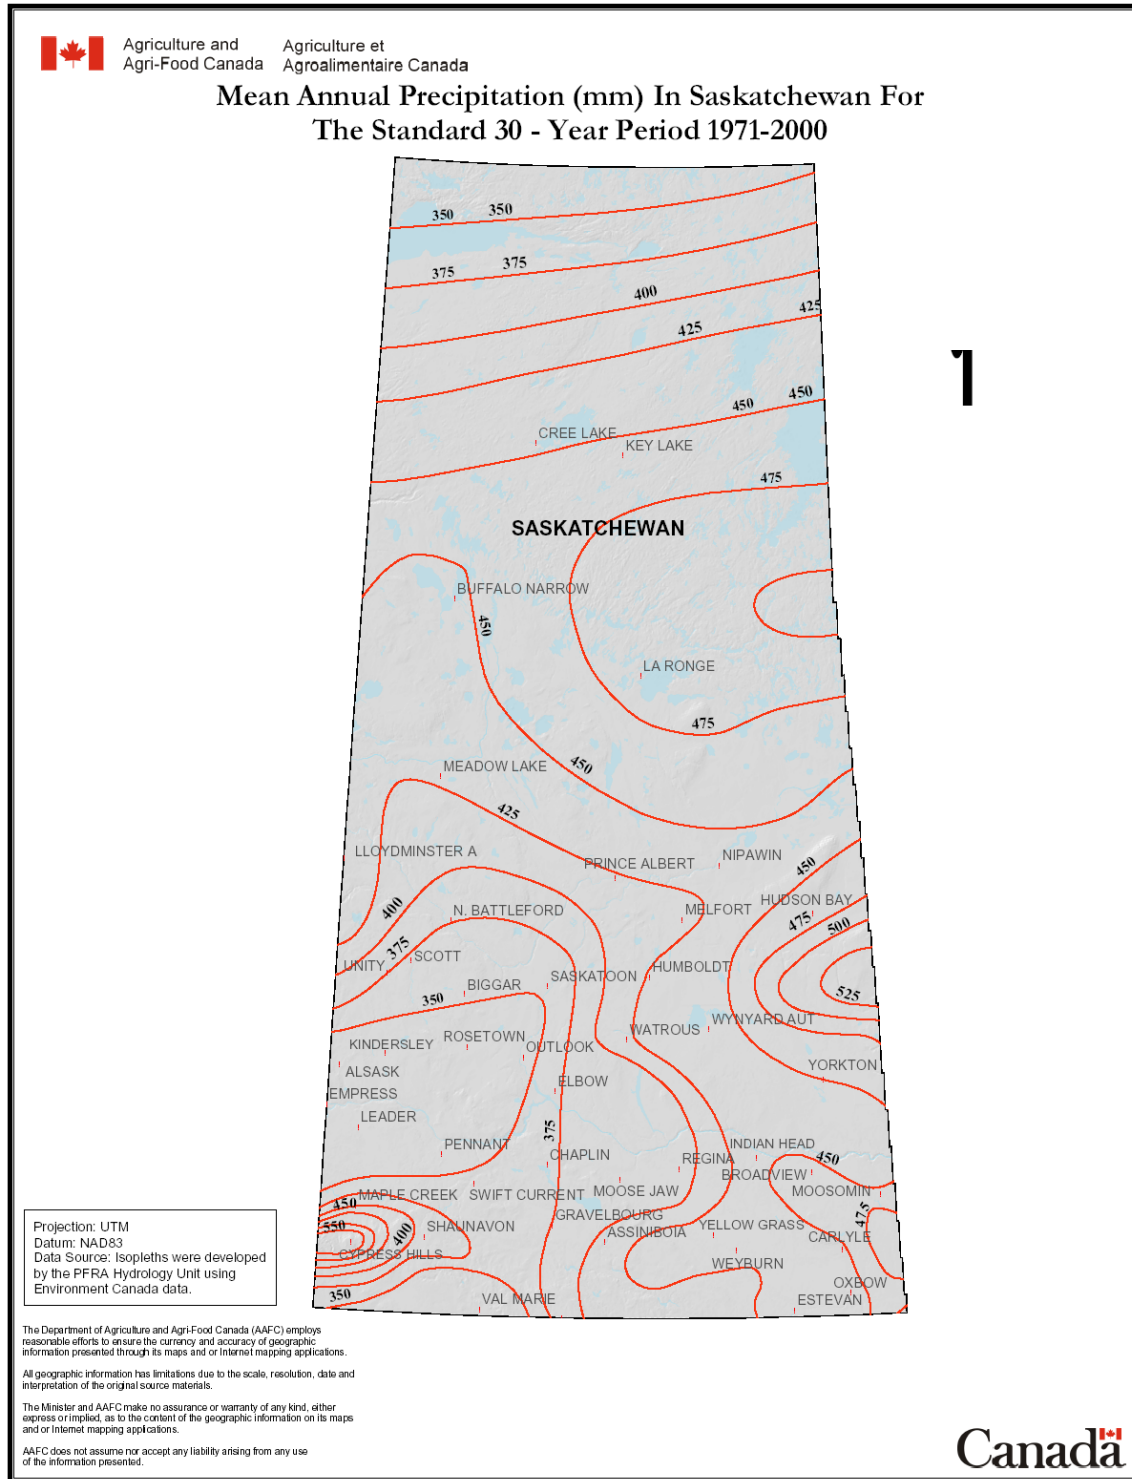 Agriculture and Agriculture et
Agri-Food Canada Agroalimentaire Canada
Mean Annual Precipitation (mm) In Saskatchewan For
The Standard 30 - Year Period 1971-2000
350 350
375 375
400
425
425
1
450
450
CREE LAKE
KEY LAKE
475
SASKATCHEWAN
BUFFALO NARROW
450
LA RONGE
475
MEADOW LAKE
450
425
LLOYDMINSTER A
PRINCE ALBERT
NIPAWIN
450
HUDSON BAY
400
N. BATTLEFORD
MELFORT
475
500
375
SCOTT
UNITY
SASKATOON
HUMBOLDT
BIGGAR
350
525
WYNYARD AUT
WATROUS
ROSETOWN
KINDERSLEY
OUTLOOK
ALSASK
YORKTON
ELBOW
EMPRESS
LEADER
375
PENNANT
INDIAN HEAD
CHAPLIN
REGINA
450
BROADVIEW
MAPLE CREEK
SWIFT CURRENT
MOOSE JAW
MOOSOMIN
450
GRAVELBOURG
475
550
SHAUNAVON
400
ASSINIBOIA
YELLOW GRASS
CARLYLE
CYPRESS HILLS
WEYBURN
OXBOW
350
VAL MARIE
ESTEVAN
Projection: UTM
Datum: NAD83
Data Source: Isopleths were developed
by the PFRA Hydrology Unit using
Environment Canada data.
The Department of Agriculture and Agri-Food Canada (AAFC) employs
reasonable efforts to ensure the currency and accuracy of geographic
information presented through its maps and or Internet mapping applications.
All geographic information has limitations due to the scale, resolution, date and
interpretation of the original source materials.
The Minister and AAFC make no assurance or warranty of any kind, either
express or implied, as to the content of the geographic information on its maps
and or Internet mapping applications.
AAFC does not assume nor accept any liability arising from any use
of the information presented.
Canada